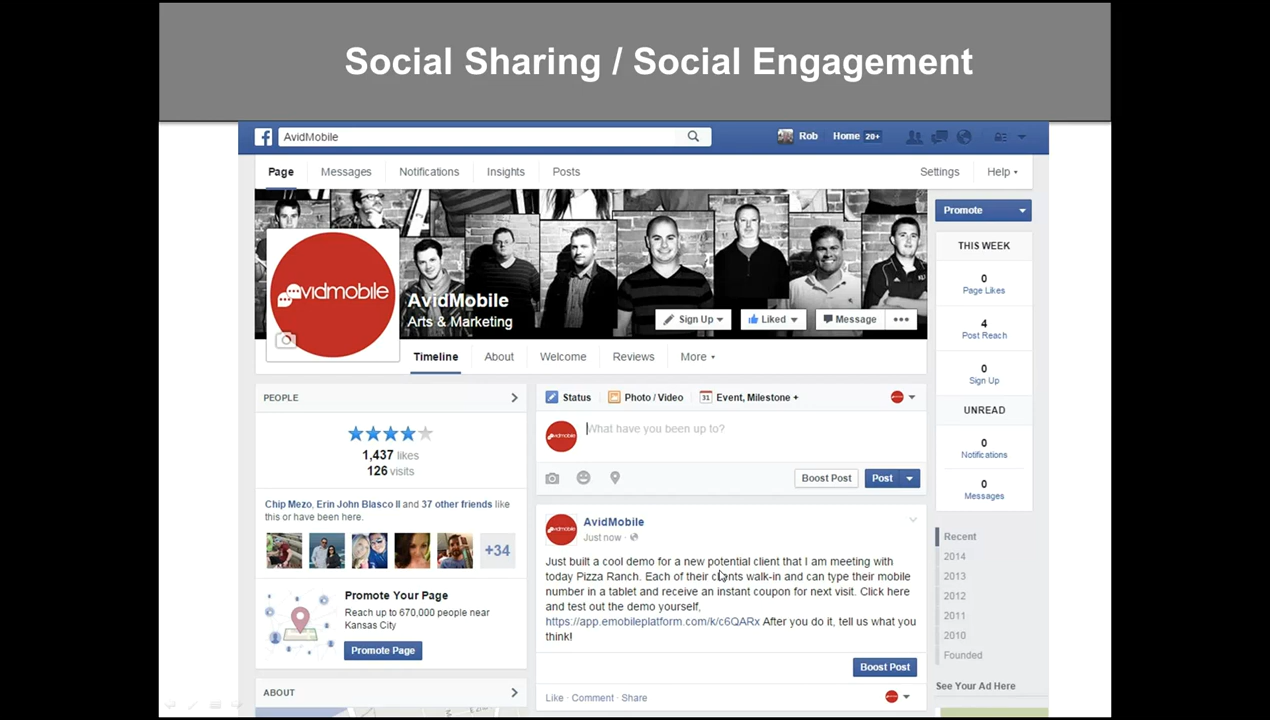 Social Sharing / Social Engagement
AvidMobile
Rob
Home 20+
Page Messages Notifications Insights Posts
Settings Help
avidmobile
AvidMobile
Arts & Marketing
Sign Up
Liked
Message
Timeline About Welcome Reviews More
Promote
THIS WEEK
0
Page Likes
4
Post Reach
0
Sign Up
UNREAD
0
Notifications
0
Messages
Recent
2014
2013
2012
2011
2010
Founded
See Your Ad Here
PEOPLE
1,437 likes
126 visits
Chip Mezo, Erin John Blasco II and 37 other friends like
this or have been here.
+34
Promote Your Page
Reach up to 670,000 people near
Kansas City
Promote Page
ABOUT
Status Photo / Video 31 Event, Milestone +
avidmobile
What have you been up to?
Boost Post
Post
avidmobile
AvidMobile
Just now
Just built a cool demo for a new potential client that I am meeting with
today Pizza Ranch. Each of their clients walk-in and can type their mobile
number in a tablet and receive an instant coupon for next visit. Click here
and test out the demo yourself,
https://app.emobileplatform.com/k/c6QARx After you do it, tell us what you
think!
Boost Post
Like · Comment · Share